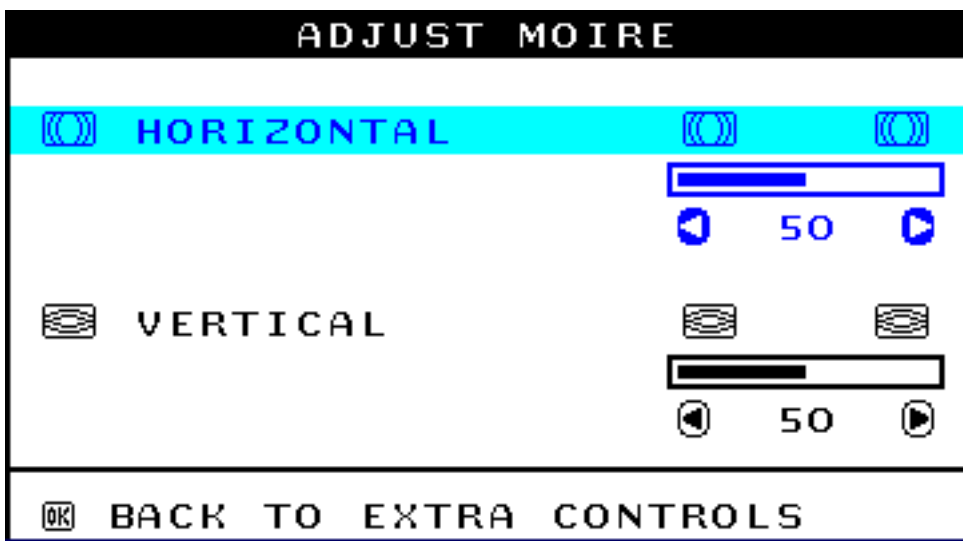 ADJUST MOIRE
HORIZONTAL
50
VERTICAL
50
OK BACK TO EXTRA CONTROLS